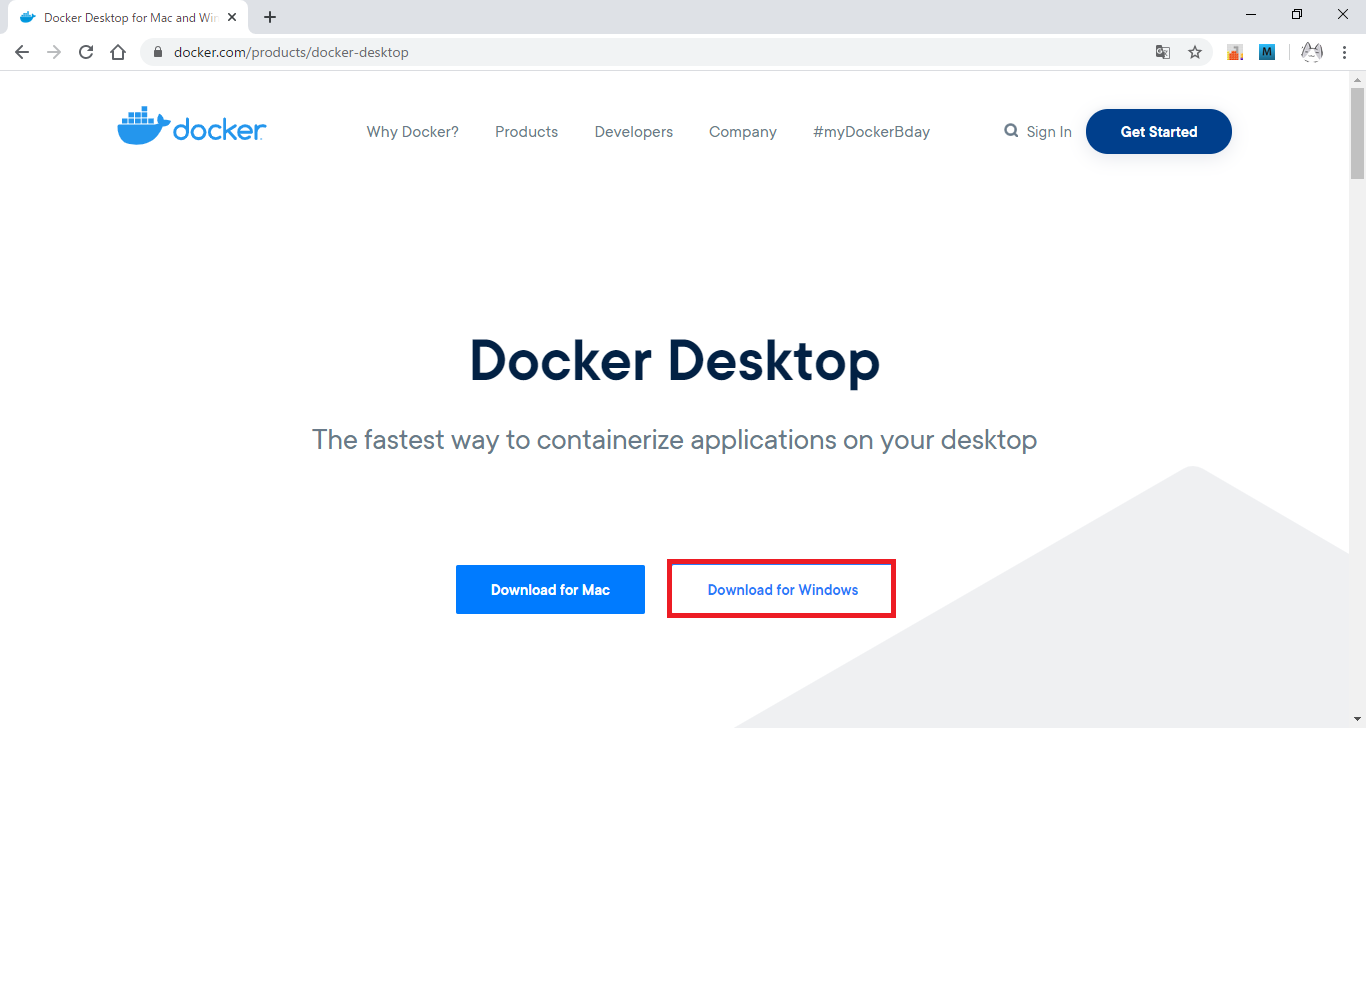 Docker Desktop for Mac and Win
docker.com/products/docker-desktop
M
docker
Why Docker? Products Developers Company #myDockerBday Sign In Get Started
Docker Desktop
The fastest way to containerize applications on your desktop
Download for Mac Download for Windows